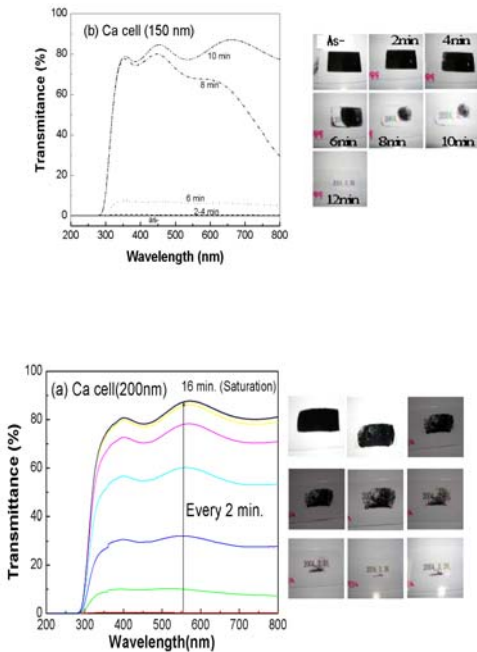 (b) Ca cell (150 nm)
100
80
60
40
20
0
Transmitance (%)
10 min
8 min
6 min
2-4 min
as-
200 300 400 500 600 700 800
Wavelength (nm)
As- 2min 4min
6min 8min 10min
12min
(a) Ca cell(200nm)
16 min. (Saturation)
Every 2 min.
100
80
60
40
20
0
Transmittance (%)
200 300 400 500 600 700 800
Wavelength(nm)